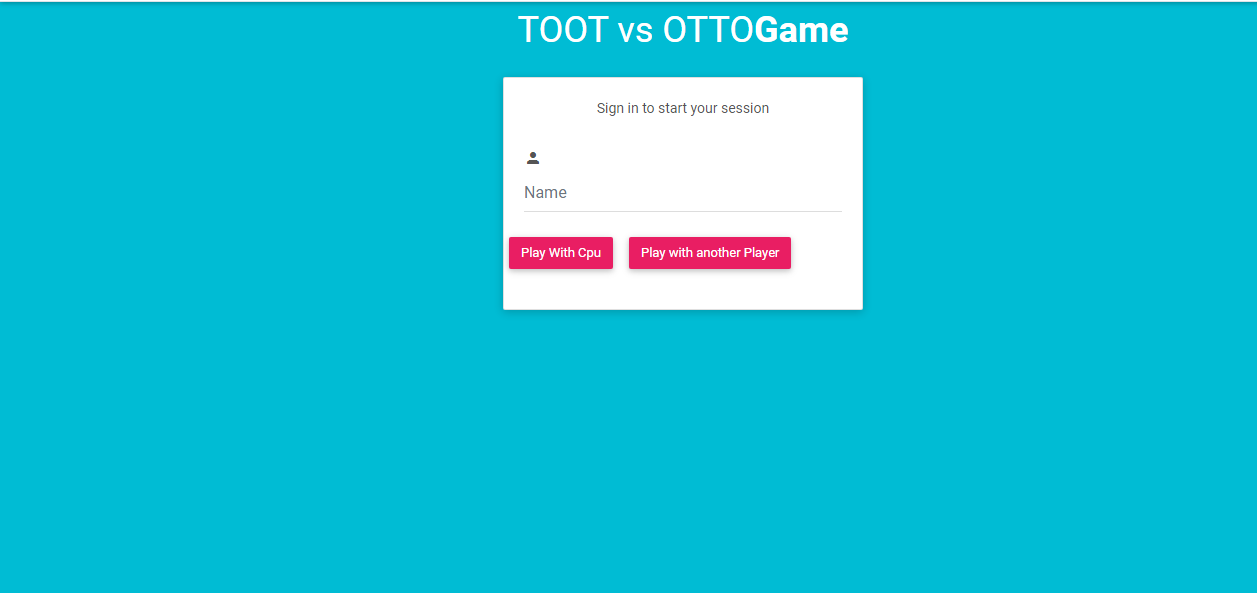 TOOT vs OTTOGame
Sign in to start your session
Name
Play With Cpu Play with another Player